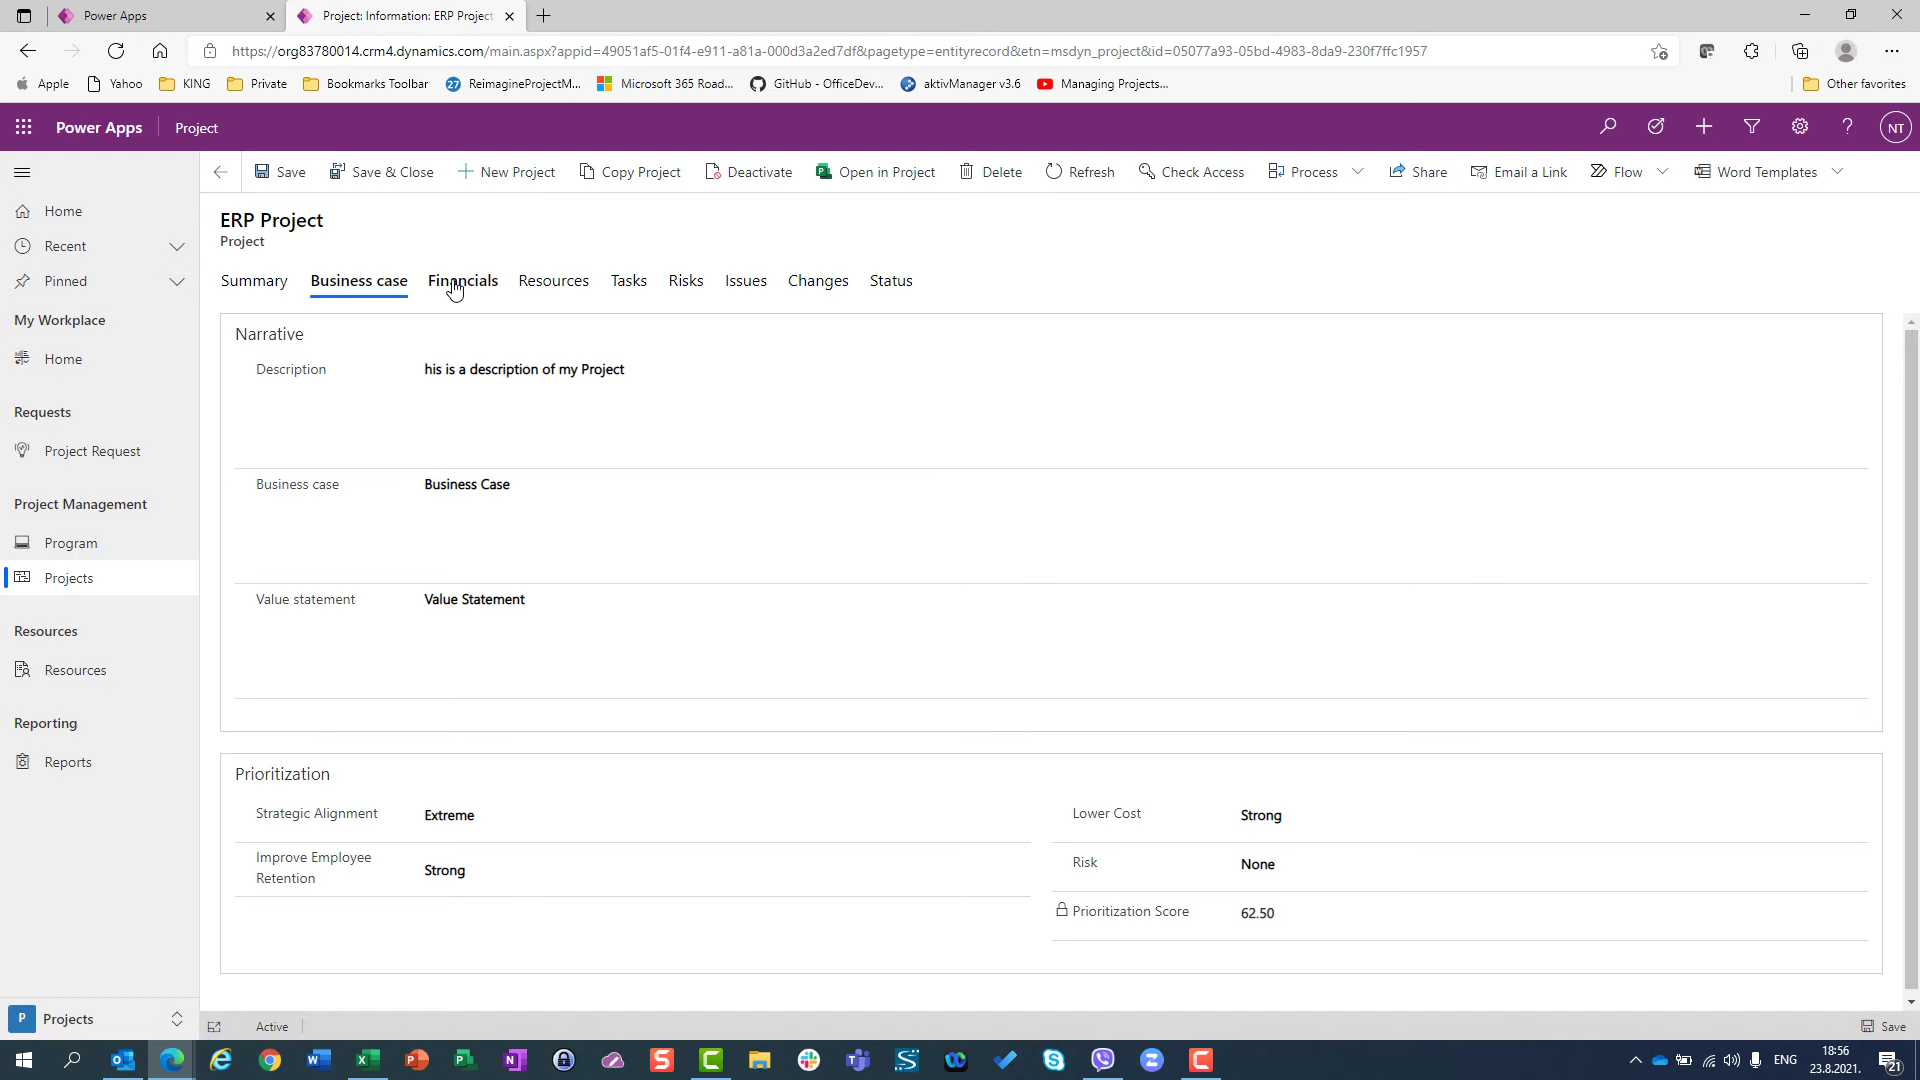 Power Apps
Project: Information: ERP Project
https://org83780014.crm4.dynamics.com/main.aspx?appid=49051af5-01f4-e911-a81a-000d3a2ed7df&pagetype=entityrecord&etn=msdyn_project&id=05077a93-05bd-4983-8da9-230f7ffc1957
Apple Yahoo KING Private Bookmarks Toolbar 27 ReimagineProjectM... Microsoft 365 Road... GitHub - OfficeDev... aktivManager v3.6 Managing Projects... Other favorites
Power Apps Project NT
Save Save & Close New Project Copy Project Deactivate Open in Project Delete Refresh Check Access Process Share Email a Link Flow Word Templates
Home
Recent
Pinned
My Workplace
Home
Requests
Project Request
Project Management
Program
Projects
Resources
Resources
Reporting
Reports
P Projects
ERP Project
Project
Summary Business case Financials Resources Tasks Risks Issues Changes Status
Narrative
Description his is a description of my Project
Business case Business Case
Value statement Value Statement
Prioritization
Strategic Alignment Extreme
Improve Employee
Retention Strong
Lower Cost Strong
Risk None
Prioritization Score 62.50
Active Save
ENG
18:56
23.8.2021.
21